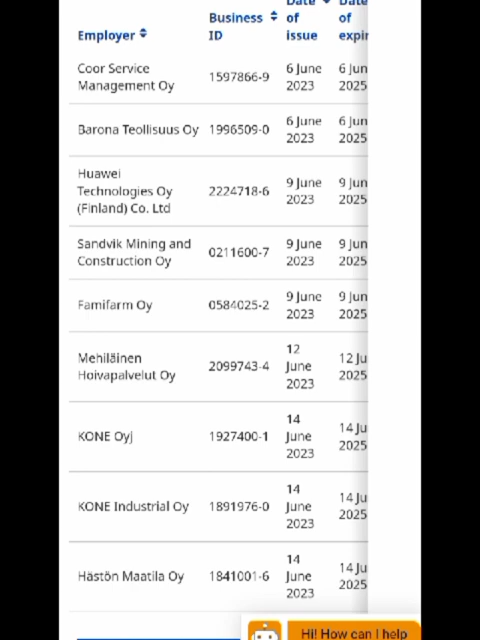 Employer Business ID Date of issue Date of expir
Coor Service Management Oy 1597866-9 6 June 2023 6 Jun 2025
Barona Teollisuus Oy 1996509-0 6 June 2023 6 Jun 2025
Huawei Technologies Oy (Finland) Co. Ltd 2224718-6 9 June 2023 9 Jun 2025
Sandvik Mining and Construction Oy 0211600-7 9 June 2023 9 Jun 2025
Famifarm Oy 0584025-2 9 June 2023 9 Jun 2025
Mehiläinen Hoivapalvelut Oy 2099743-4 12 June 2023 12 Ju 2025
KONE Oyj 1927400-1 14 June 2023 14 Ju 2025
KONE Industrial Oy 1891976-0 14 June 2023 14 Ju 2025
Hästön Maatila Oy 1841001-6 14 June 2023 14 Ju 2025
Hi! How can I help